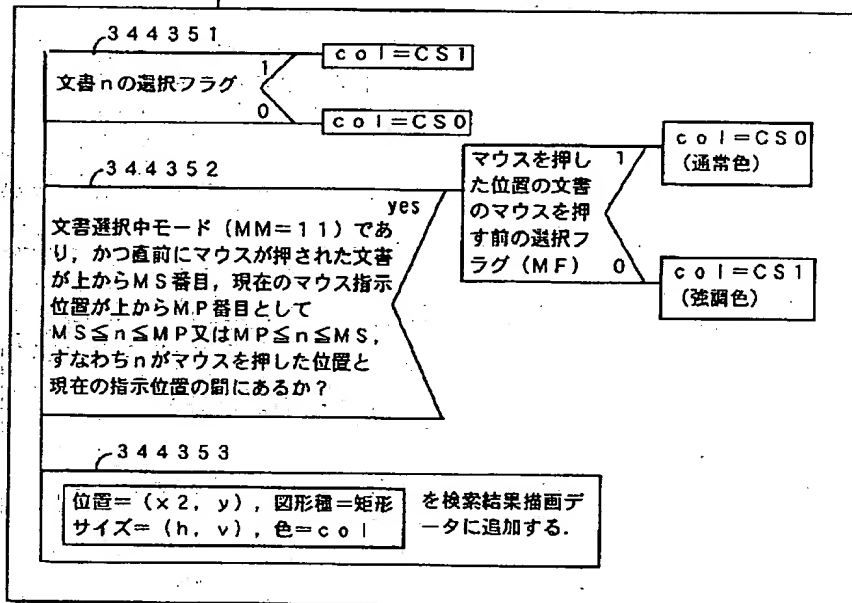 344351
文書nの選択フラグ
1
0
col=CS1
col=CS0
344352
文書選択中モード(MM=11)であ
り,かつ直前にマウスが押された文書
が上からMS番目,現在のマウス指示
位置が上からMP番目として
MS≦n≦MP又はMP≦n≦MS,
すなわちnがマウスを押した位置と
現在の指示位置の間にあるか?
yes
マウスを押し
た位置の文書
のマウスを押
す前の選択フ
ラグ(MF)
1
0
col=CS0
(通常色)
col=CS1
(強調色)
344353
位置=(x2,y),図形種=矩形
サイズ=(h,v),色=col
を検索結果描画デ
ータに追加する.